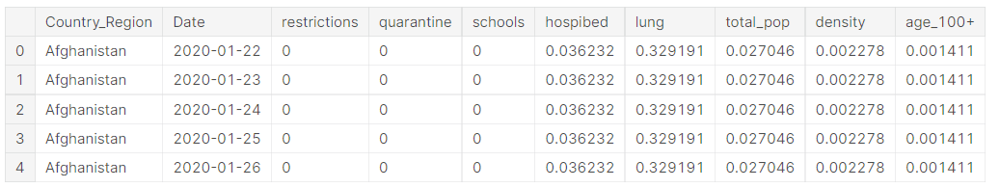 Country_Region Date restrictions quarantine schools hospibed lung total_pop density age_100+
0 Afghanistan 2020-01-22 0 0 0 0.036232 0.329191 0.027046 0.002278 0.001411
1 Afghanistan 2020-01-23 0 0 0 0.036232 0.329191 0.027046 0.002278 0.001411
2 Afghanistan 2020-01-24 0 0 0 0.036232 0.329191 0.027046 0.002278 0.001411
3 Afghanistan 2020-01-25 0 0 0 0.036232 0.329191 0.027046 0.002278 0.001411
4 Afghanistan 2020-01-26 0 0 0 0.036232 0.329191 0.027046 0.002278 0.001411